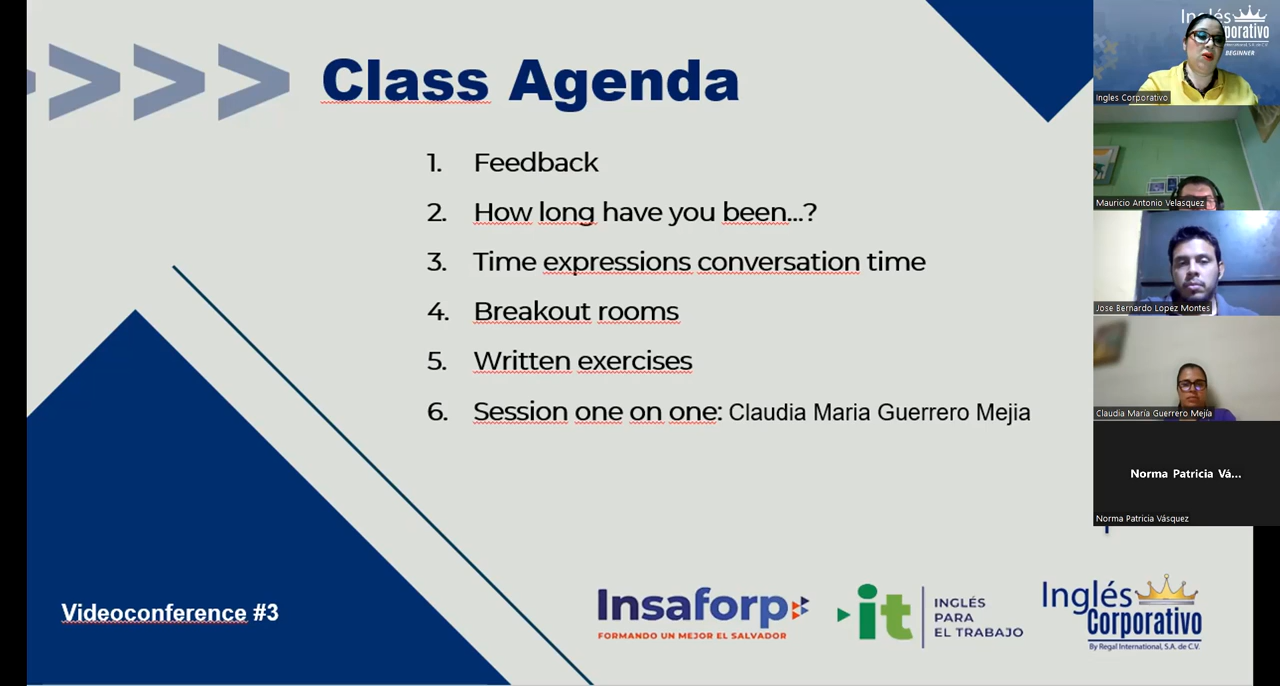 Class Agenda
1. Feedback
2. How long have you been...?
3. Time expressions conversation time
4. Breakout rooms
5. Written exercises
6. Session one on one: Claudia Maria Guerrero Mejia
Videoconference #3
Insaforp
FORMANDO UN MEJOR EL SALVADOR
it
INGLÉS
PARA
EL TRABAJO
Inglés
Corporativo
By Regal International, S.A. de C.V.
BEGINNER
Ingles Corporativo
Mauricio Antonio Velasquez
Jose Bernardo Lopez Montes
Claudia María Guerrero Mejía
Norma Patricia Vá...
Norma Patricia Vásquez